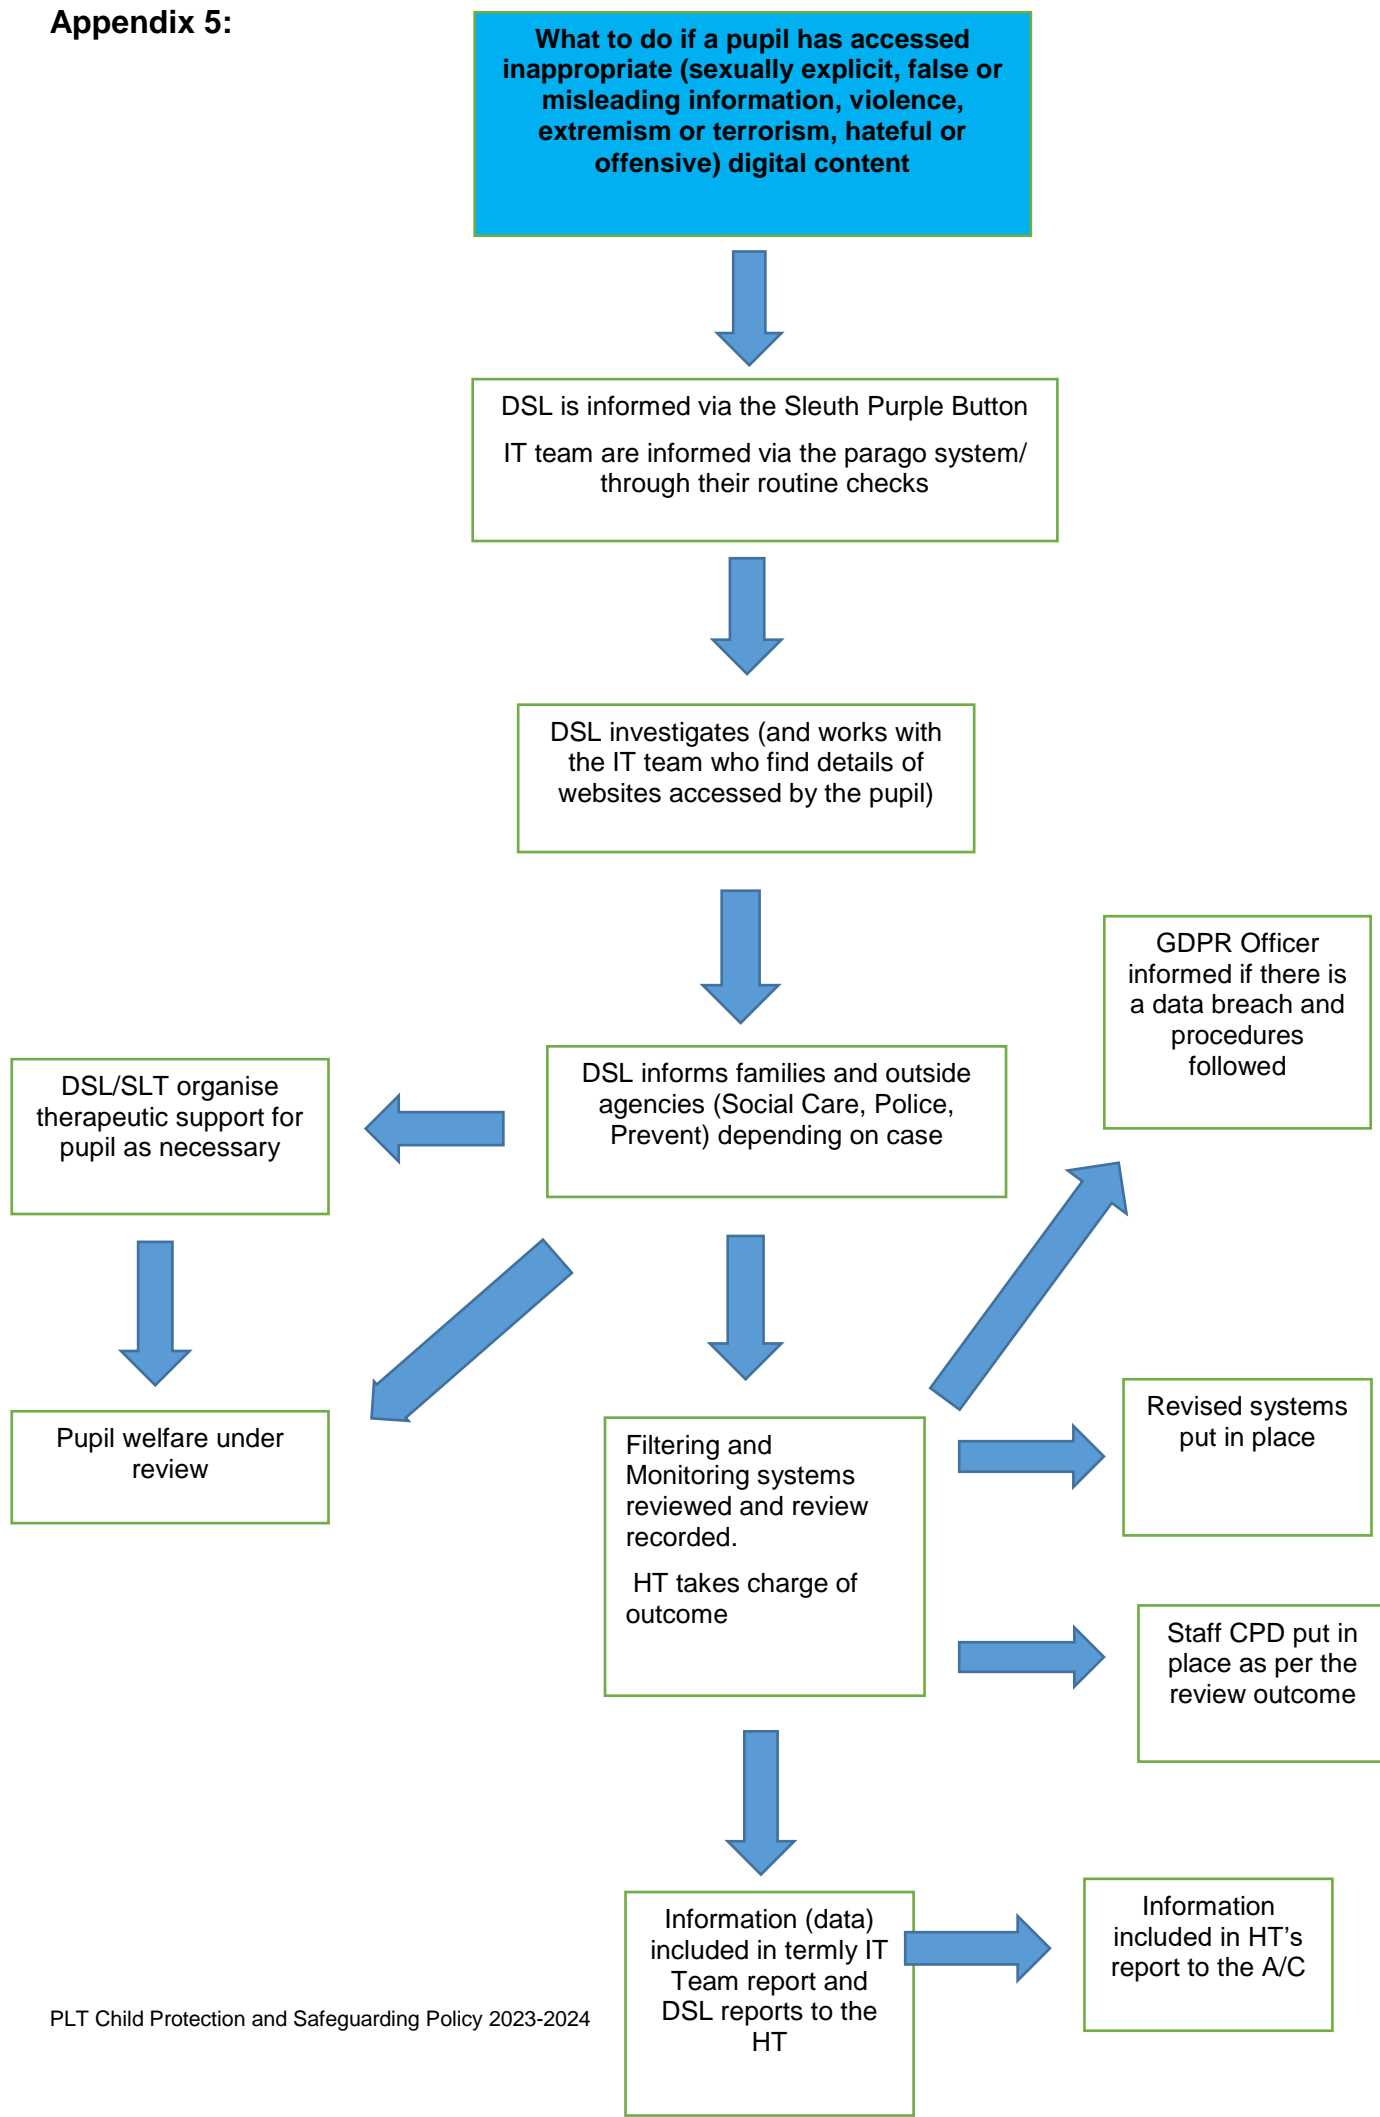 Appendix 5:
What to do if a pupil has accessed
inappropriate (sexually explicit, false or
misleading information, violence,
extremism or terrorism, hateful or
offensive) digital content
DSL is informed via the Sleuth Purple Button
IT team are informed via the parago system/
through their routine checks
DSL investigates (and works with
the IT team who find details of
websites accessed by the pupil)
GDPR Officer
informed if there is
a data breach and
procedures
followed
DSL informs families and outside
agencies (Social Care, Police,
Prevent) depending on case
DSL/SLT organise
therapeutic support for
pupil as necessary
Pupil welfare under
review
Filtering and
Monitoring systems
reviewed and review
recorded.
HT takes charge of
outcome
Revised systems
put in place
Staff CPD put in
place as per the
review outcome
Information (data)
included in termly IT
Team report and
DSL reports to the
HT
Information
included in HT’s
report to the A/C
PLT Child Protection and Safeguarding Policy 2023-2024